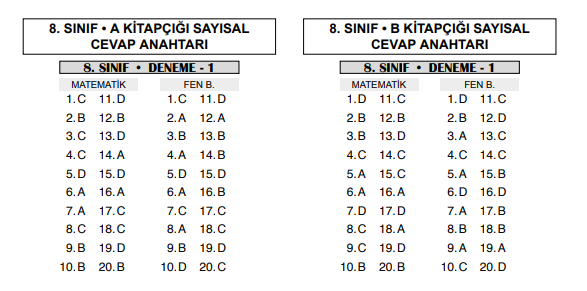 8. SINIF • A KİTAPÇIĞI SAYISAL
CEVAP ANAHTARI
8. SINIF • DENEME - 1
MATEMATİK FEN B.
1. C 11. D 1. C 11. D
2. B 12. B 2. A 12. A
3. C 13. D 3. B 13. B
4. C 14. A 4. A 14. B
5. D 15. D 5. D 15. D
6. A 16. A 6. A 16. B
7. A 17. C 7. C 17. C
8. C 18. C 8. A 18. C
9. B 19. D 9. B 19. D
10. B 20. B 10. D 20. C
8. SINIF • B KİTAPÇIĞI SAYISAL
CEVAP ANAHTARI
8. SINIF • DENEME - 1
MATEMATİK FEN B.
1. D 11. C 1. D 11. C
2. B 12. B 2. B 12. D
3. D 13. C 3. A 13. C
4. C 14. C 4. C 14. C
5. A 15. C 5. A 15. B
6. A 16. A 6. D 16. D
7. D 17. D 7. A 17. B
8. C 18. A 8. B 18. B
9. A 19. D 9. A 19. A
10. B 20. B 10. C 20. D